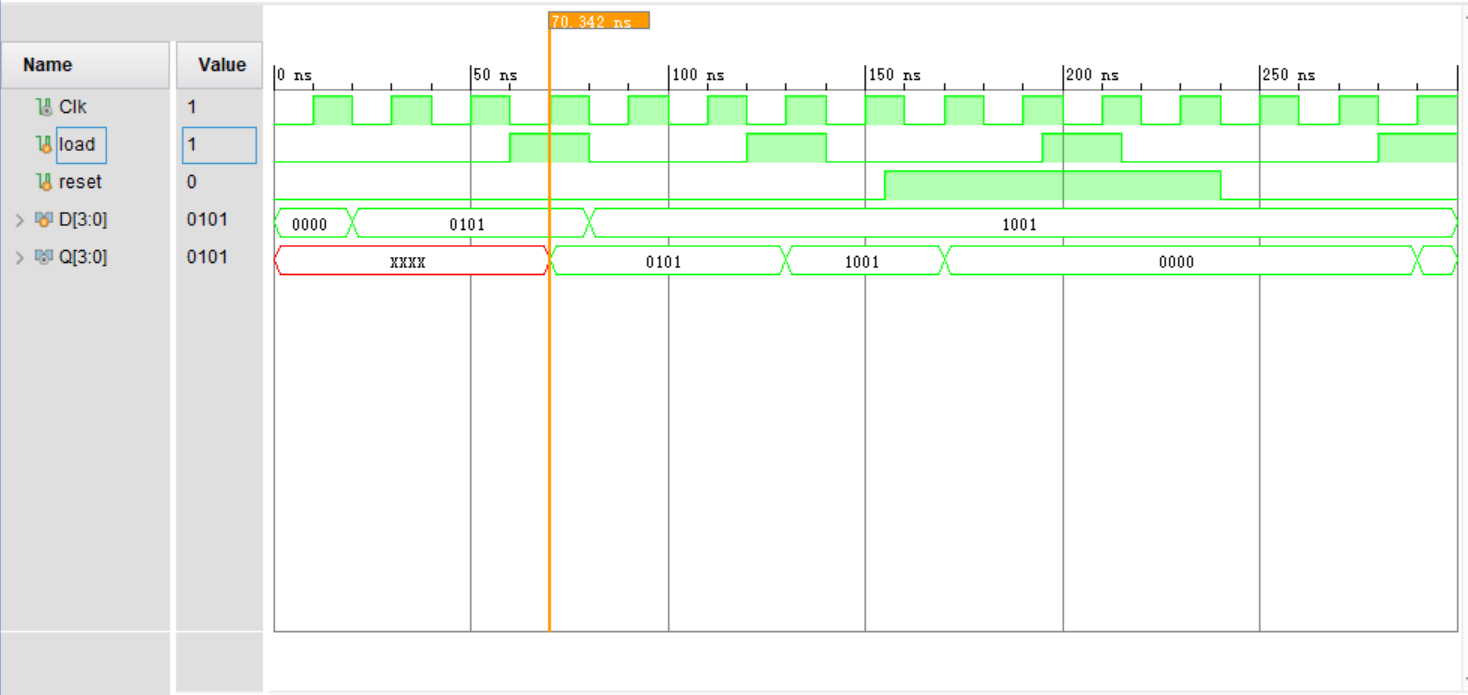 70.342 ns
Name Value
0 ns 50 ns 100 ns 150 ns 200 ns 250 ns
Clk 1
load 1
reset 0
D[3:0] 0101 0000 0101 1001
Q[3:0] 0101 XXXX 0101 1001 0000